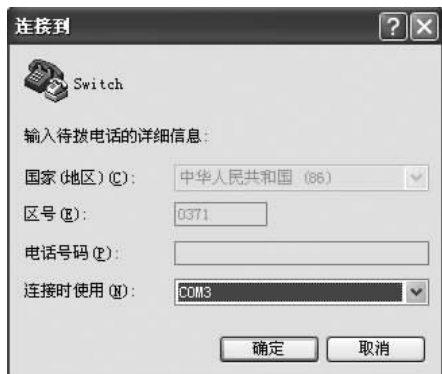 连接到
Switch
输入待拨电话的详细信息:
国家(地区)(C): 中华人民共和国 (86)
区号(E): 0371
电话号码(P):
连接时使用(N): COM3
确定 取消